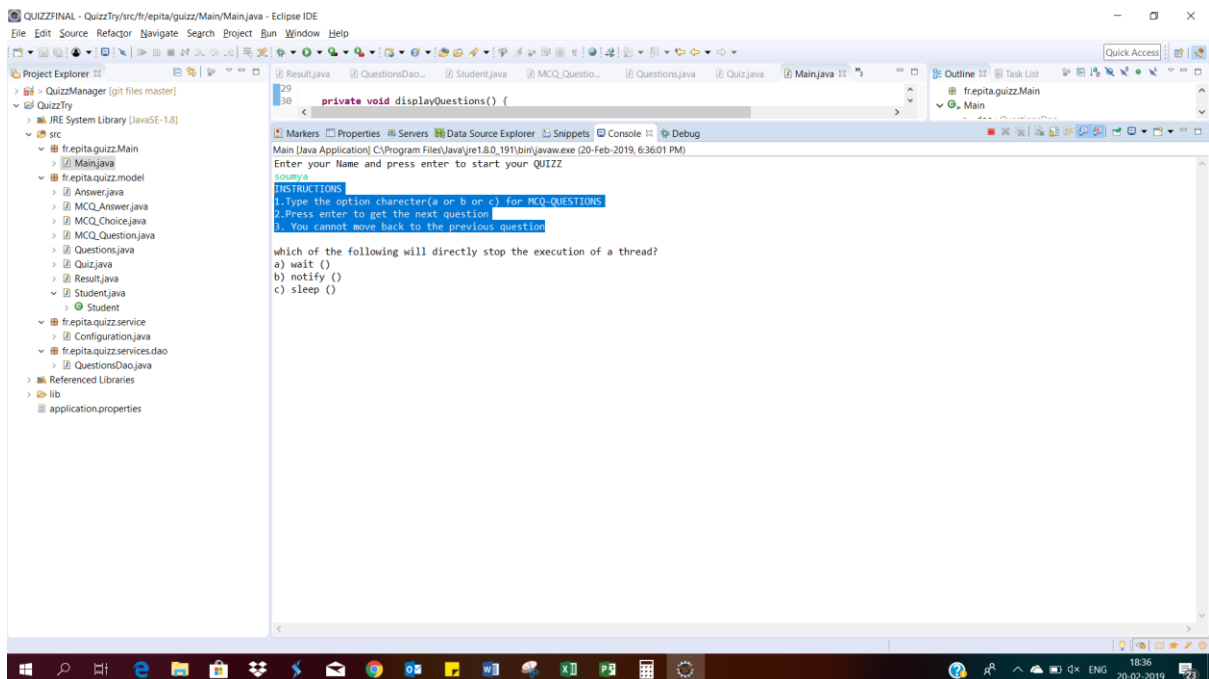 QUIZZFINAL - QuizzTry/src/fr/epita/guizz/Main/Main.java - Eclipse IDE
File Edit Source Refactor Navigate Search Project Run Window Help
Quick Access
Project Explorer
Result.java QuestionsDao... Student.java MCQ_Questio... Questions.java Quiz.java Main.java
Outline Task List
> QuizzManager [git files master]
QuizzTry
JRE System Library [JavaSE-1.8]
src
fr.epita.guizz.Main
Main.java
fr.epita.quizz.model
Answer.java
MCQ_Answer.java
MCQ_Choice.java
MCQ_Question.java
Questions.java
Quiz.java
Result.java
Student.java
Student
fr.epita.quizz.service
Configuration.java
fr.epita.quizz.services.dao
QuestionsDao.java
Referenced Libraries
lib
application.properties
29
30 private void displayQuestions() {
fr.epita.guizz.Main
Main
Markers Properties Servers Data Source Explorer Snippets Console Debug
Main [Java Application] C:\Program Files\Java\jre1.8.0_191\bin\javaw.exe (20-Feb-2019, 6:36:01 PM)
Enter your Name and press enter to start your QUIZZ
soumya
INSTRUCTIONS
1.Type the option charecter(a or b or c) for MCQ-QUESTIONS
2.Press enter to get the next question
3. You cannot move back to the previous question
which of the following will directly stop the execution of a thread?
a) wait ()
b) notify ()
c) sleep ()
ENG
18:36
20-02-2019
23